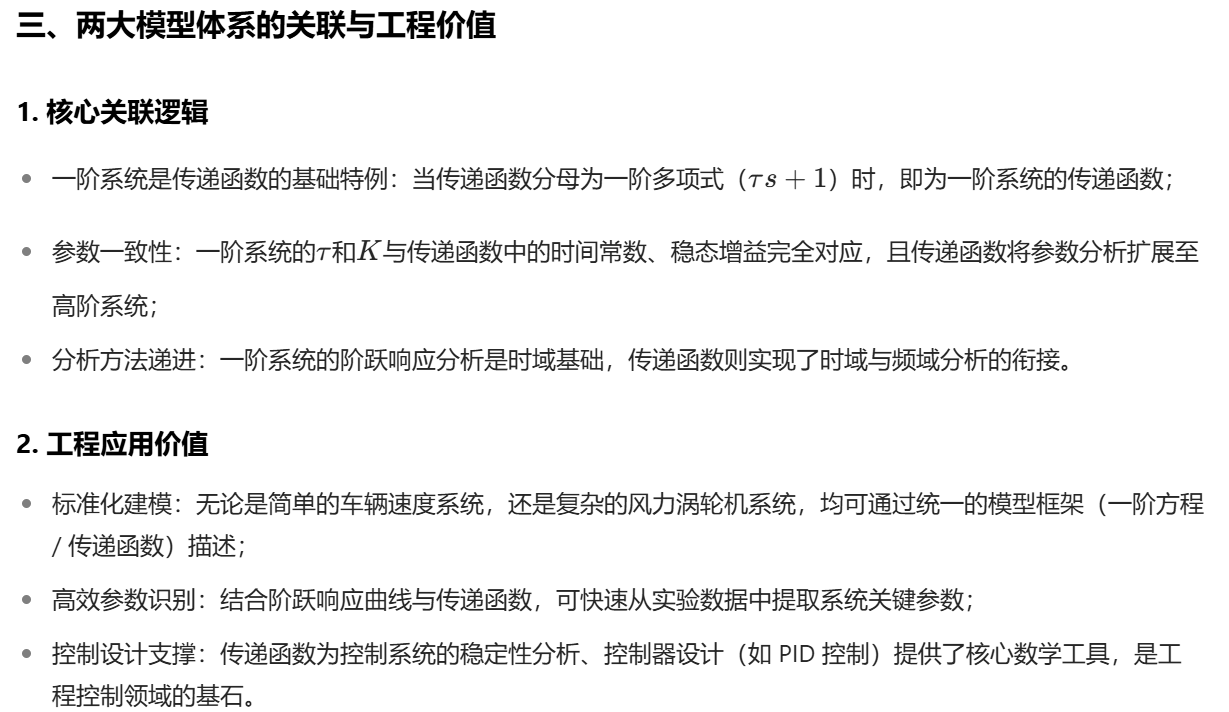 三、两大模型体系的关联与工程价值
1. 核心关联逻辑
• 一阶系统是传递函数的基础特例：当传递函数分母为一阶多项式（τs + 1）时，即为一阶系统的传递函数；
• 参数一致性：一阶系统的τ和K与传递函数中的时间常数、稳态增益完全对应，且传递函数将参数分析扩展至
高阶系统；
• 分析方法递进：一阶系统的阶跃响应分析是时域基础，传递函数则实现了时域与频域分析的衔接。
2. 工程应用价值
• 标准化建模：无论是简单的车辆速度系统，还是复杂的风力涡轮机系统，均可通过统一的模型框架（一阶方程
/ 传递函数）描述；
• 高效参数识别：结合阶跃响应曲线与传递函数，可快速从实验数据中提取系统关键参数；
• 控制设计支撑：传递函数为控制系统的稳定性分析、控制器设计（如 PID 控制）提供了核心数学工具，是工
程控制领域的基石。